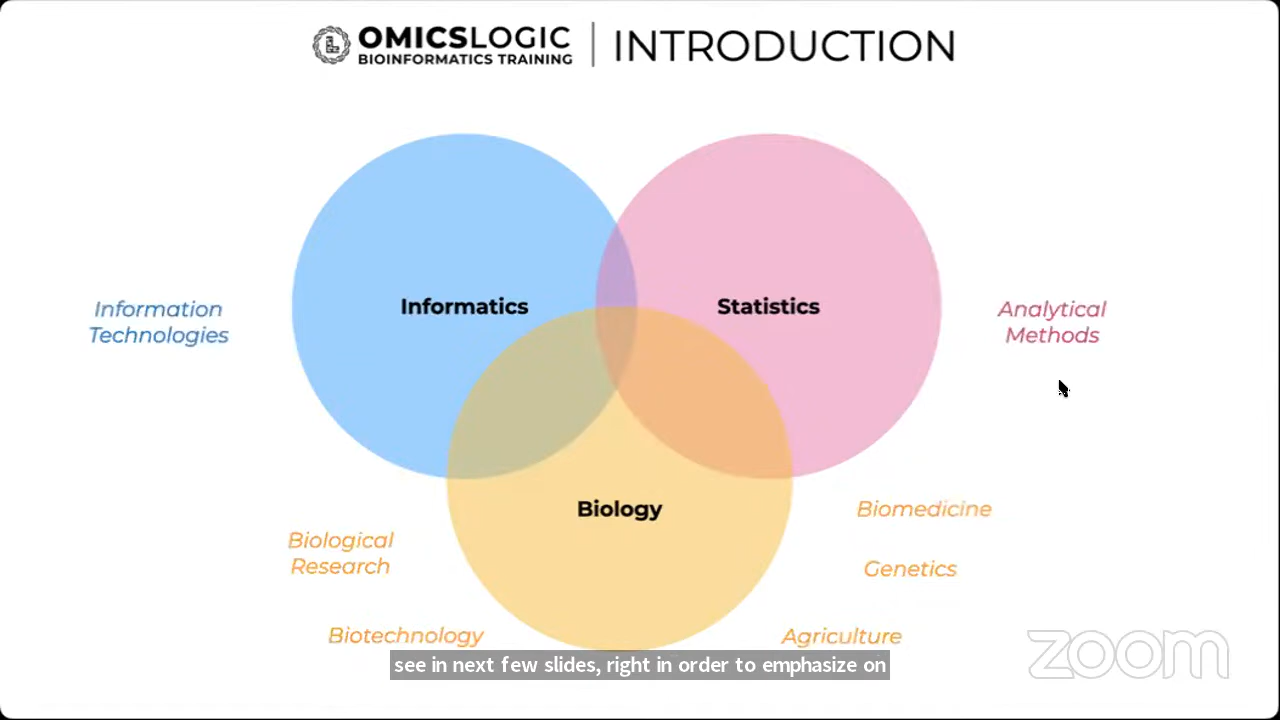 OMICSLOGIC
BIOINFORMATICS TRAINING
INTRODUCTION
Informatics
Statistics
Information
Technologies
Analytical
Methods
Biology
Biomedicine
Biological
Research
Genetics
Biotechnology
Agriculture
see in next few slides, right in order to emphasize on
zoom